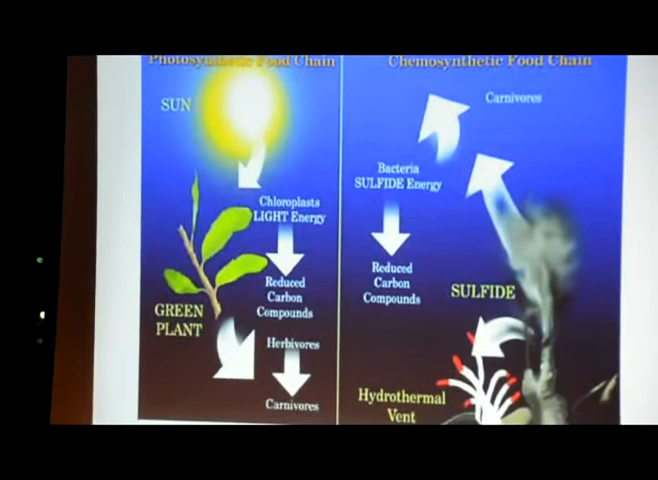 Photosynthetic Food Chain
SUN
Chloroplasts
LIGHT Energy
Reduced
Carbon
Compounds
GREEN
PLANT
Herbivores
Carnivores
Chemosynthetic Food Chain
Carnivores
Bacteria
SULFIDE Energy
Reduced
Carbon
Compounds
SULFIDE
Hydrothermal
Vent